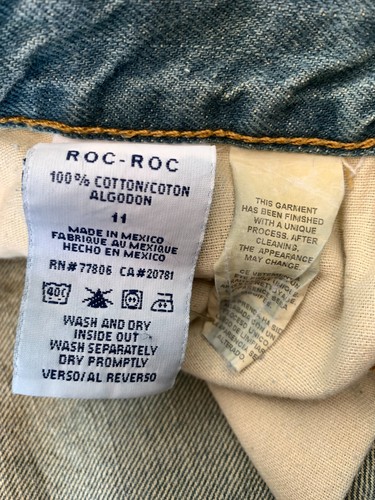 ROC-ROC
100% COTTON/COTON
ALGODON
11
MADE IN MEXICO
FABRIQUE AU MEXIQUE
HECHO EN MEXICO
RN#77806 CA#20781
40C
WASH AND DRY
INSIDE OUT
WASH SEPARATELY
DRY PROMPTLY
VERSO/AL REVERSO
THIS GARMENT
HAS BEEN FINISHED
WITH A UNIQUE
PROCESS. AFTER
CLEANING,
THE APPEARANCE
MAY CHANGE.